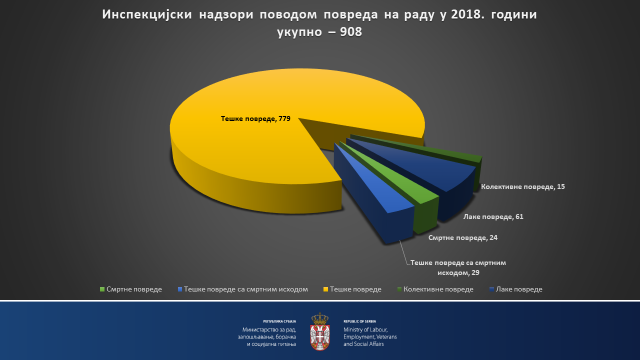 Инспекцијски надзори поводом повреда на раду у 2018. години
укупно – 908
Тешке повреде, 779
Колективне повреде, 15
Лаке повреде, 61
Смртне повреде, 24
Тешке повреде са смртним
исходом, 29
Смртне повреде
Тешке повреде са смртним исходом
Тешке повреде
Колективне повреде
Лаке повреде
РЕПУБЛИКА СРБИЈА
Министарство за рад,
запошљавање, борачка
и социјална питања
REPUBLIC OF SERBIA
Ministry of Labour,
Employment, Veterans
and Social Affairs